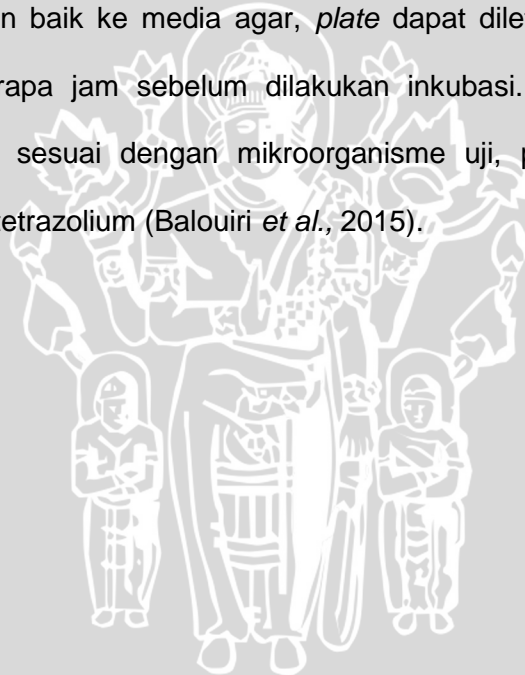 n baik ke media agar, plate dapat dile
rapa jam sebelum dilakukan inkubasi.
sesuai dengan mikroorganisme uji, p
tetrazolium (Balouiri et al., 2015).